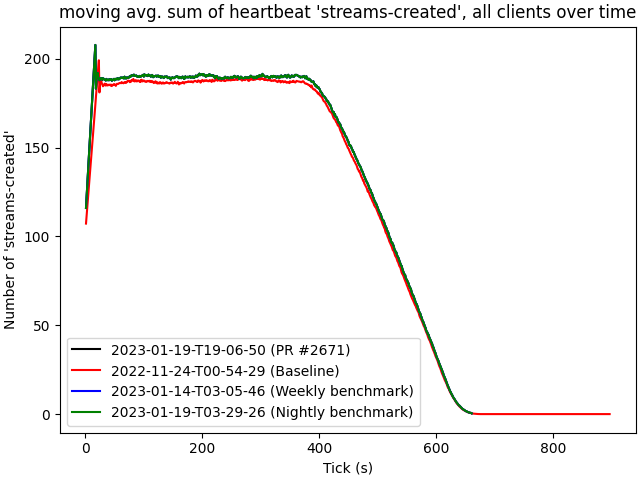 moving avg. sum of heartbeat 'streams-created', all clients over time
Number of 'streams-created'
200
150
100
50
0
2023-01-19-T19-06-50 (PR #2671)
2022-11-24-T00-54-29 (Baseline)
2023-01-14-T03-05-46 (Weekly benchmark)
2023-01-19-T03-29-26 (Nightly benchmark)
0 200 400 600 800
Tick (s)